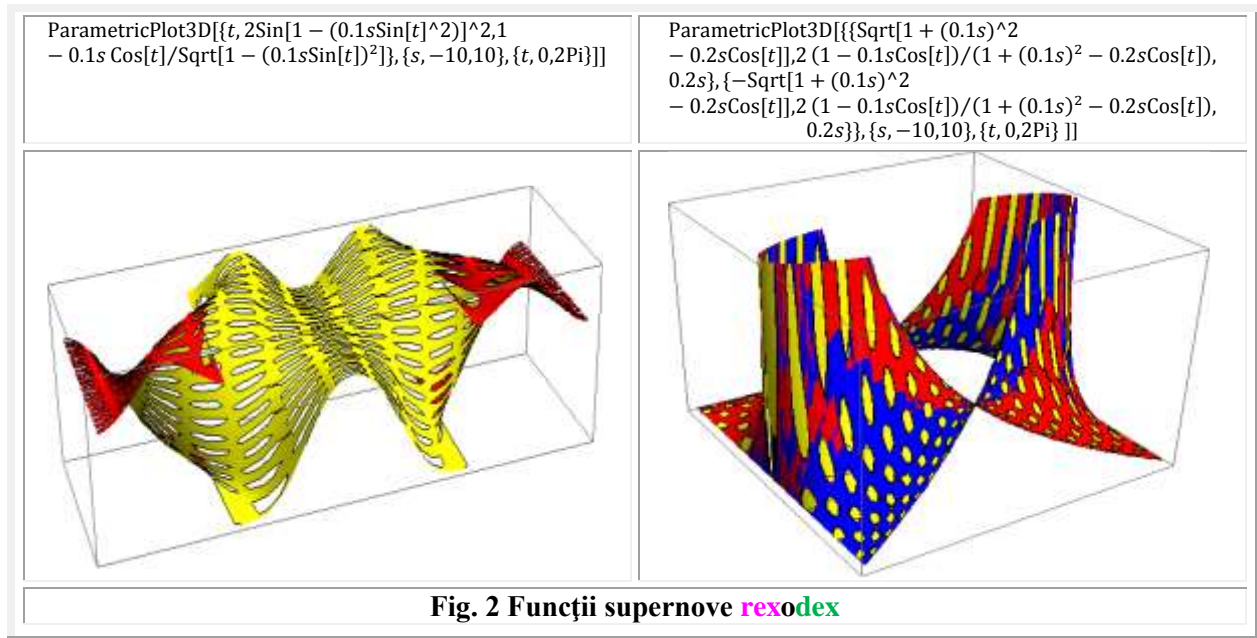 ParametricPlot3D[{t, 2Sin[1 − (0.1sSin[t]^2)]^2,1
− 0.1s Cos[t]/Sqrt[1 − (0.1sSin[t])²]}, {s, −10,10}, {t, 0,2Pi}]]
ParametricPlot3D[{{Sqrt[1 + (0.1s)^2
− 0.2sCos[t]],2 (1 − 0.1sCos[t])/(1 + (0.1s)² − 0.2sCos[t]),
0.2s}, {−Sqrt[1 + (0.1s)^2
− 0.2sCos[t]],2 (1 − 0.1sCos[t])/(1 + (0.1s)² − 0.2sCos[t]),
0.2s}}, {s, −10,10}, {t, 0,2Pi} ]]
Fig. 2 Funcţii supernove rexodex